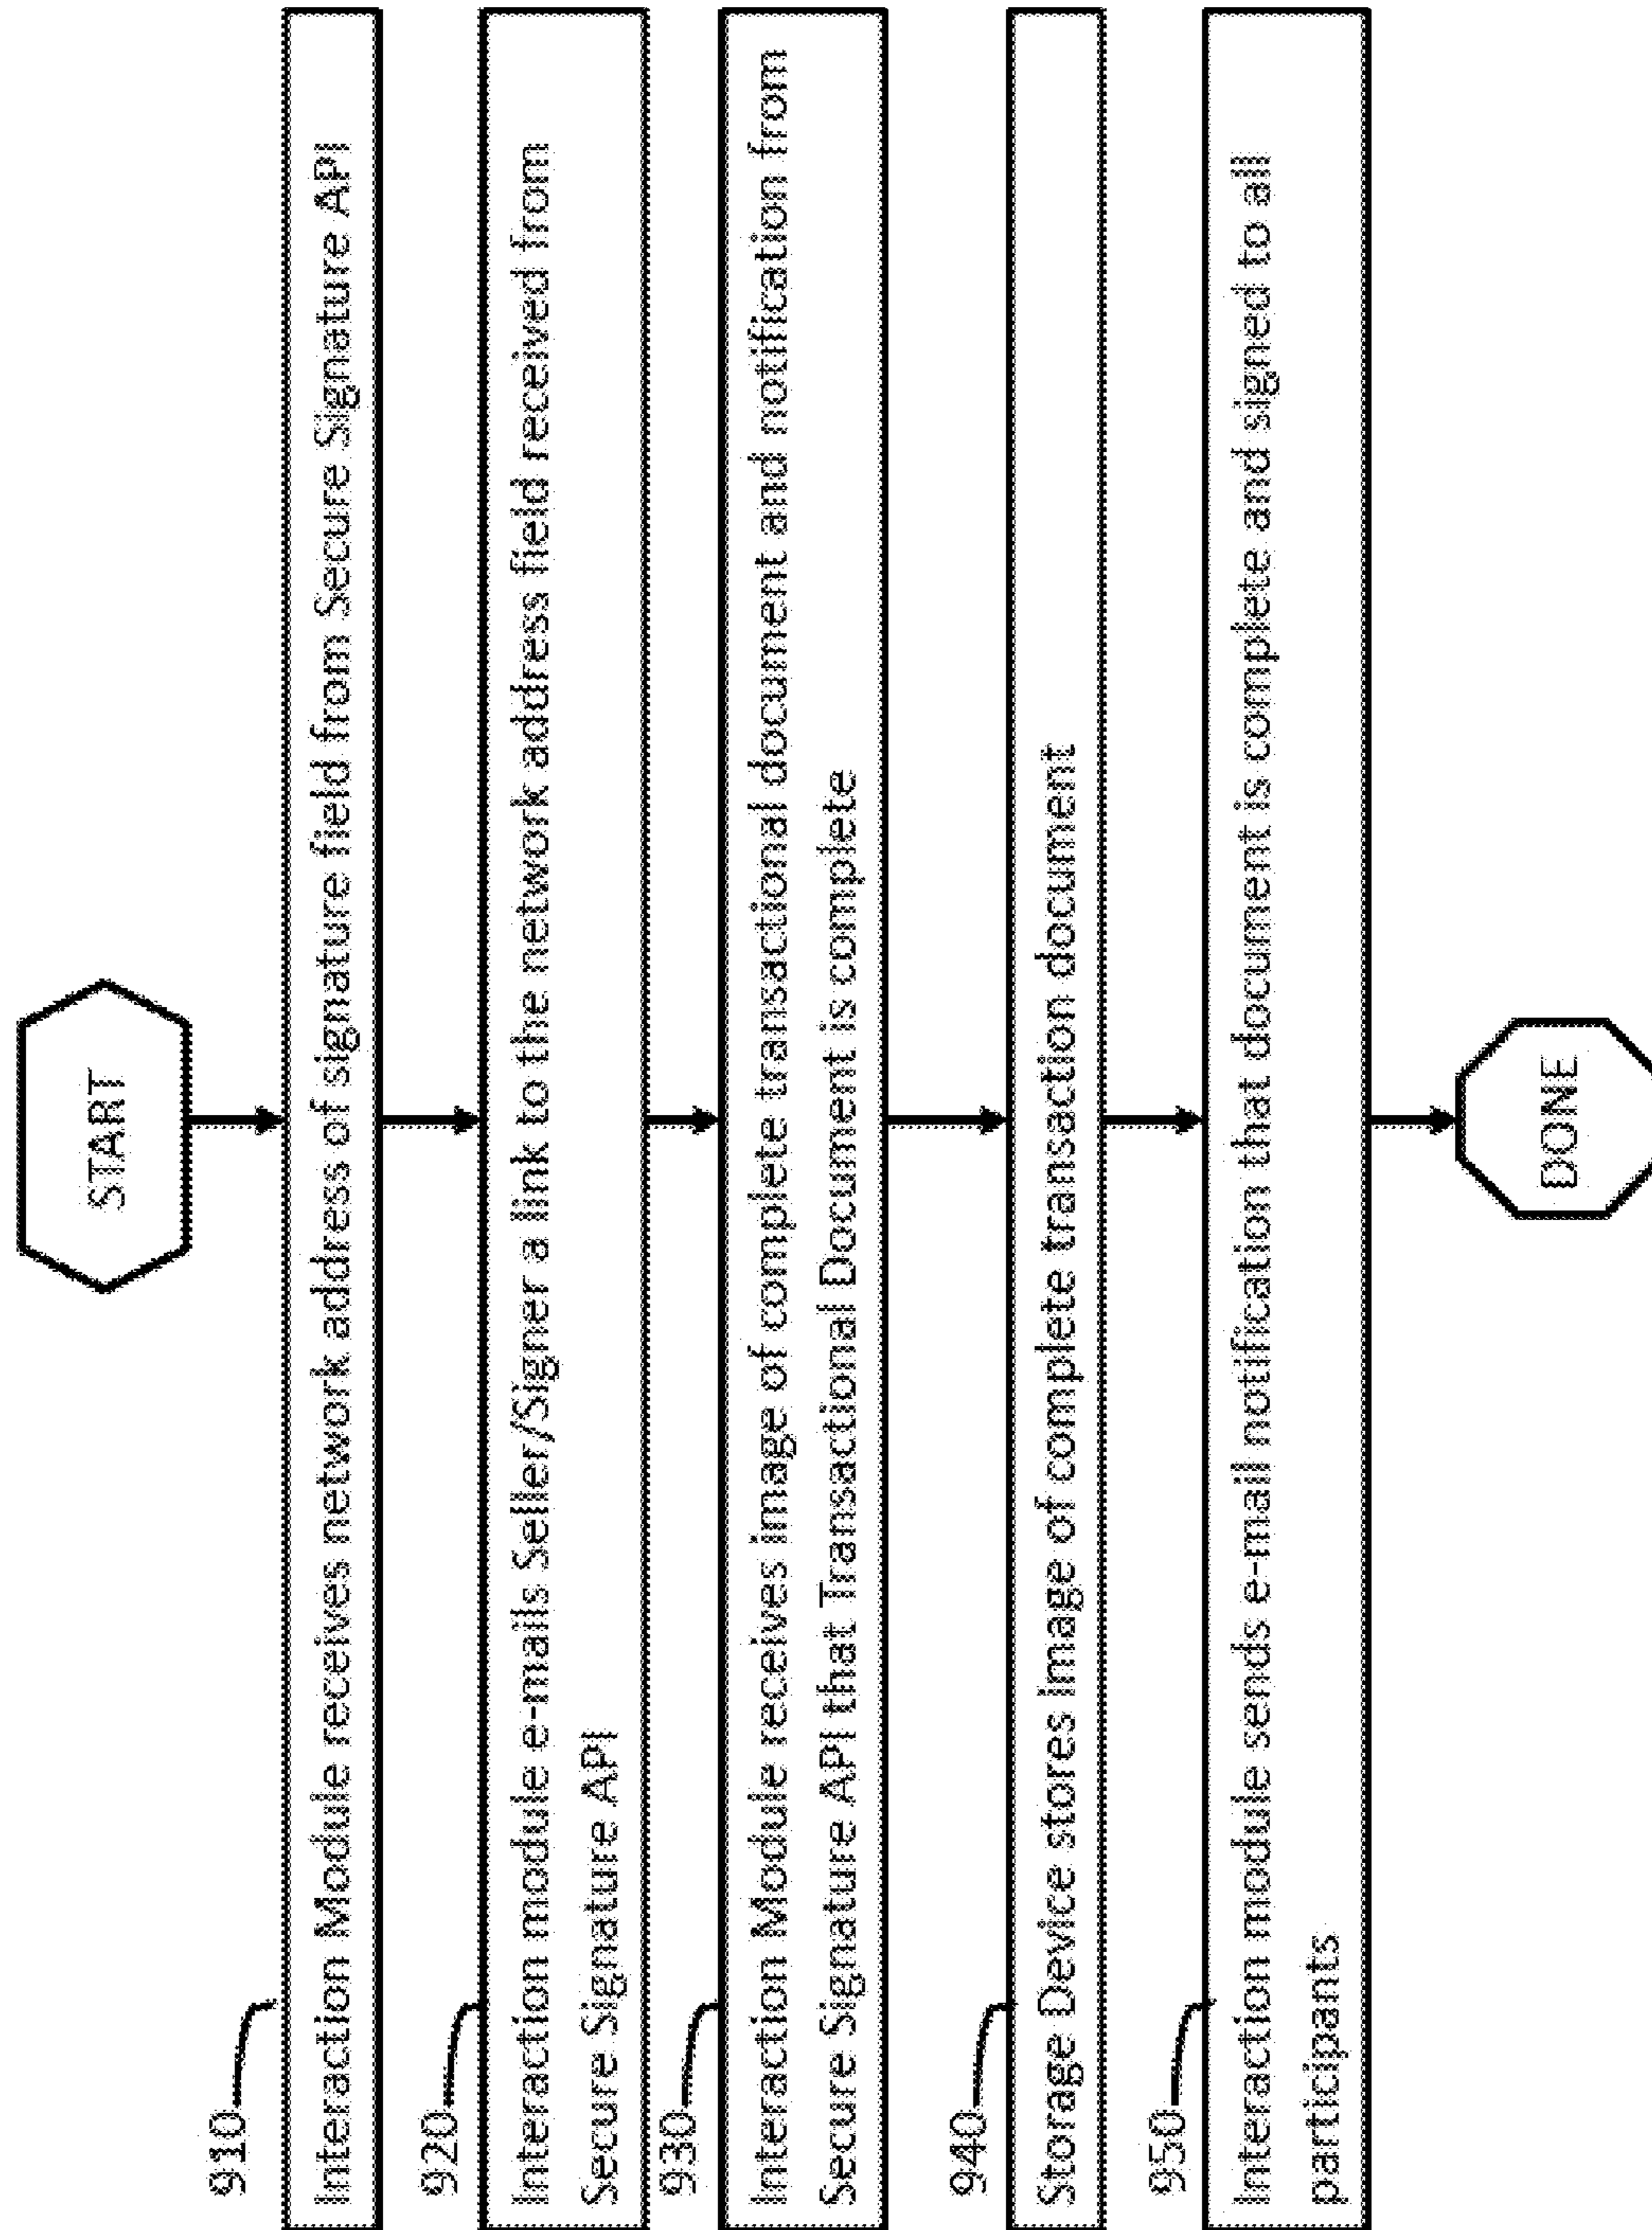 START
910
Interaction Module receives network address of signature field from Secure Signature API
920
Interaction module e-mails Seller/Signer a link to the network address field received from
Secure Signature API
930
Interaction Module receives image of complete transactional document and notification from
Secure Signature API that Transactional Document is complete
940
Storage Device stores image of complete transaction document
950
Interaction module sends e-mail notification that document is complete and signed to all
participants
DONE